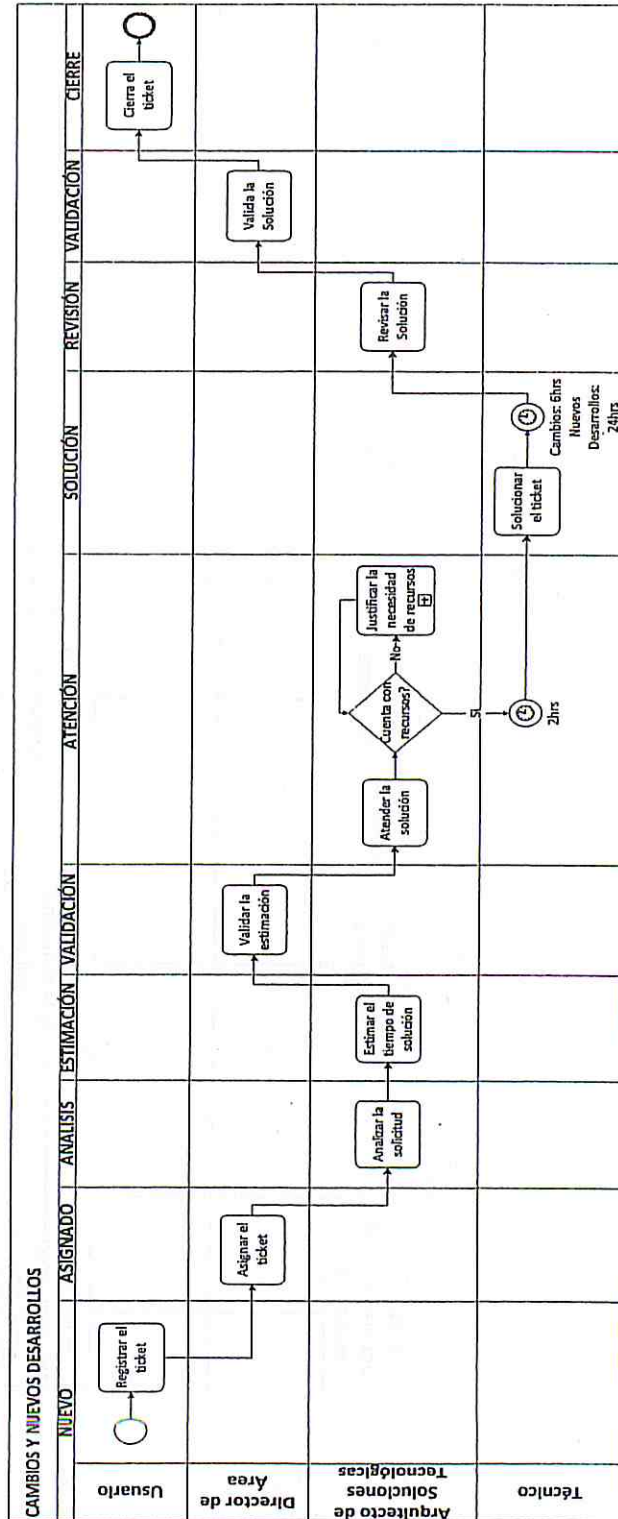 CAMBIOS Y NUEVOS DESARROLLOS
NUEVO
ASIGNADO
ANALISIS
ESTIMACIÓN
VALIDACIÓN
ATENCIÓN
SOLUCIÓN
REVISIÓN
VALIDACIÓN
CIERRE
Usuario
Registrar el
ticket
Cierra el
ticket
Director de
Área
Asignar el
ticket
Validar la
estimación
Valida la
Solución
Arquitecto de
Soluciones
Tecnológicas
Analizar la
solicitud
Estimar el
tiempo de
solución
Atender la
solución
Cuenta con
recursos?
No
Justificar la
necesidad
de recursos
Revisar la
Solución
Si
Técnico
2hrs
Solucionar
el ticket
Cambios: 6hrs
Nuevos
Desarrollos:
24hrs